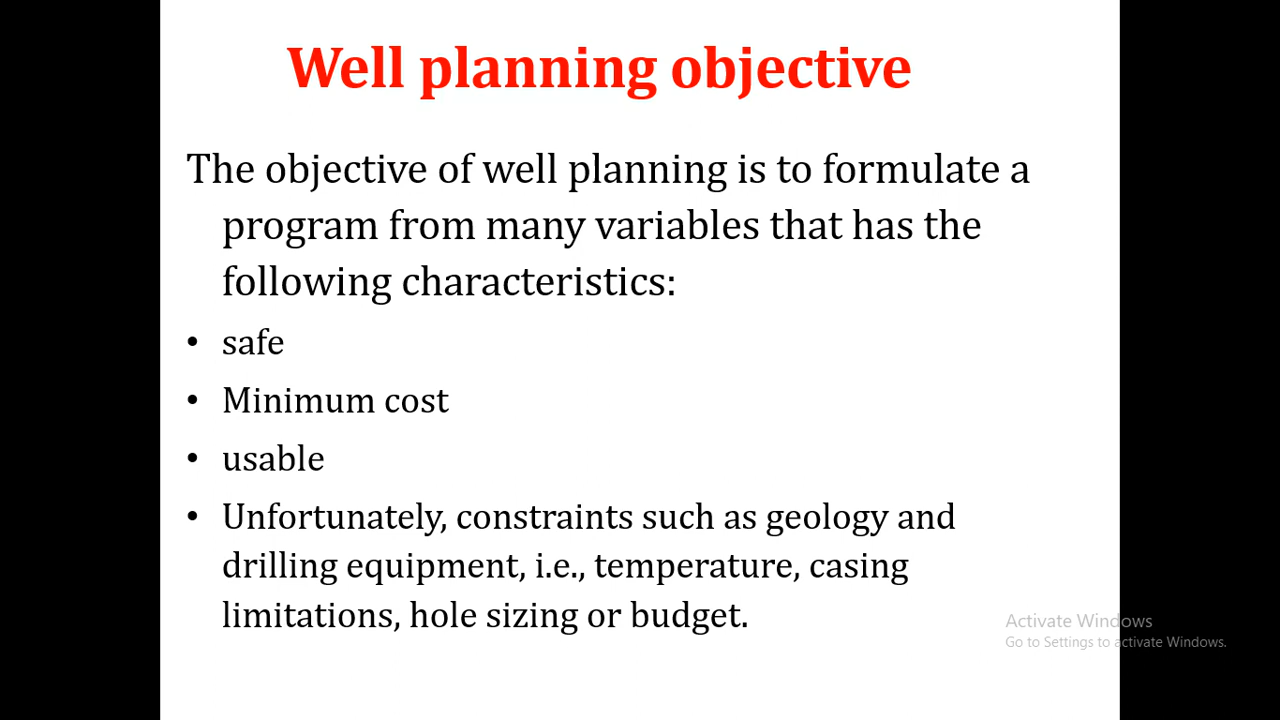 Well planning objective
The objective of well planning is to formulate a
program from many variables that has the
following characteristics:
• safe
• Minimum cost
• usable
• Unfortunately, constraints such as geology and
drilling equipment, i.e., temperature, casing
limitations, hole sizing or budget.
Activate Windows
Go to Settings to activate Windows.